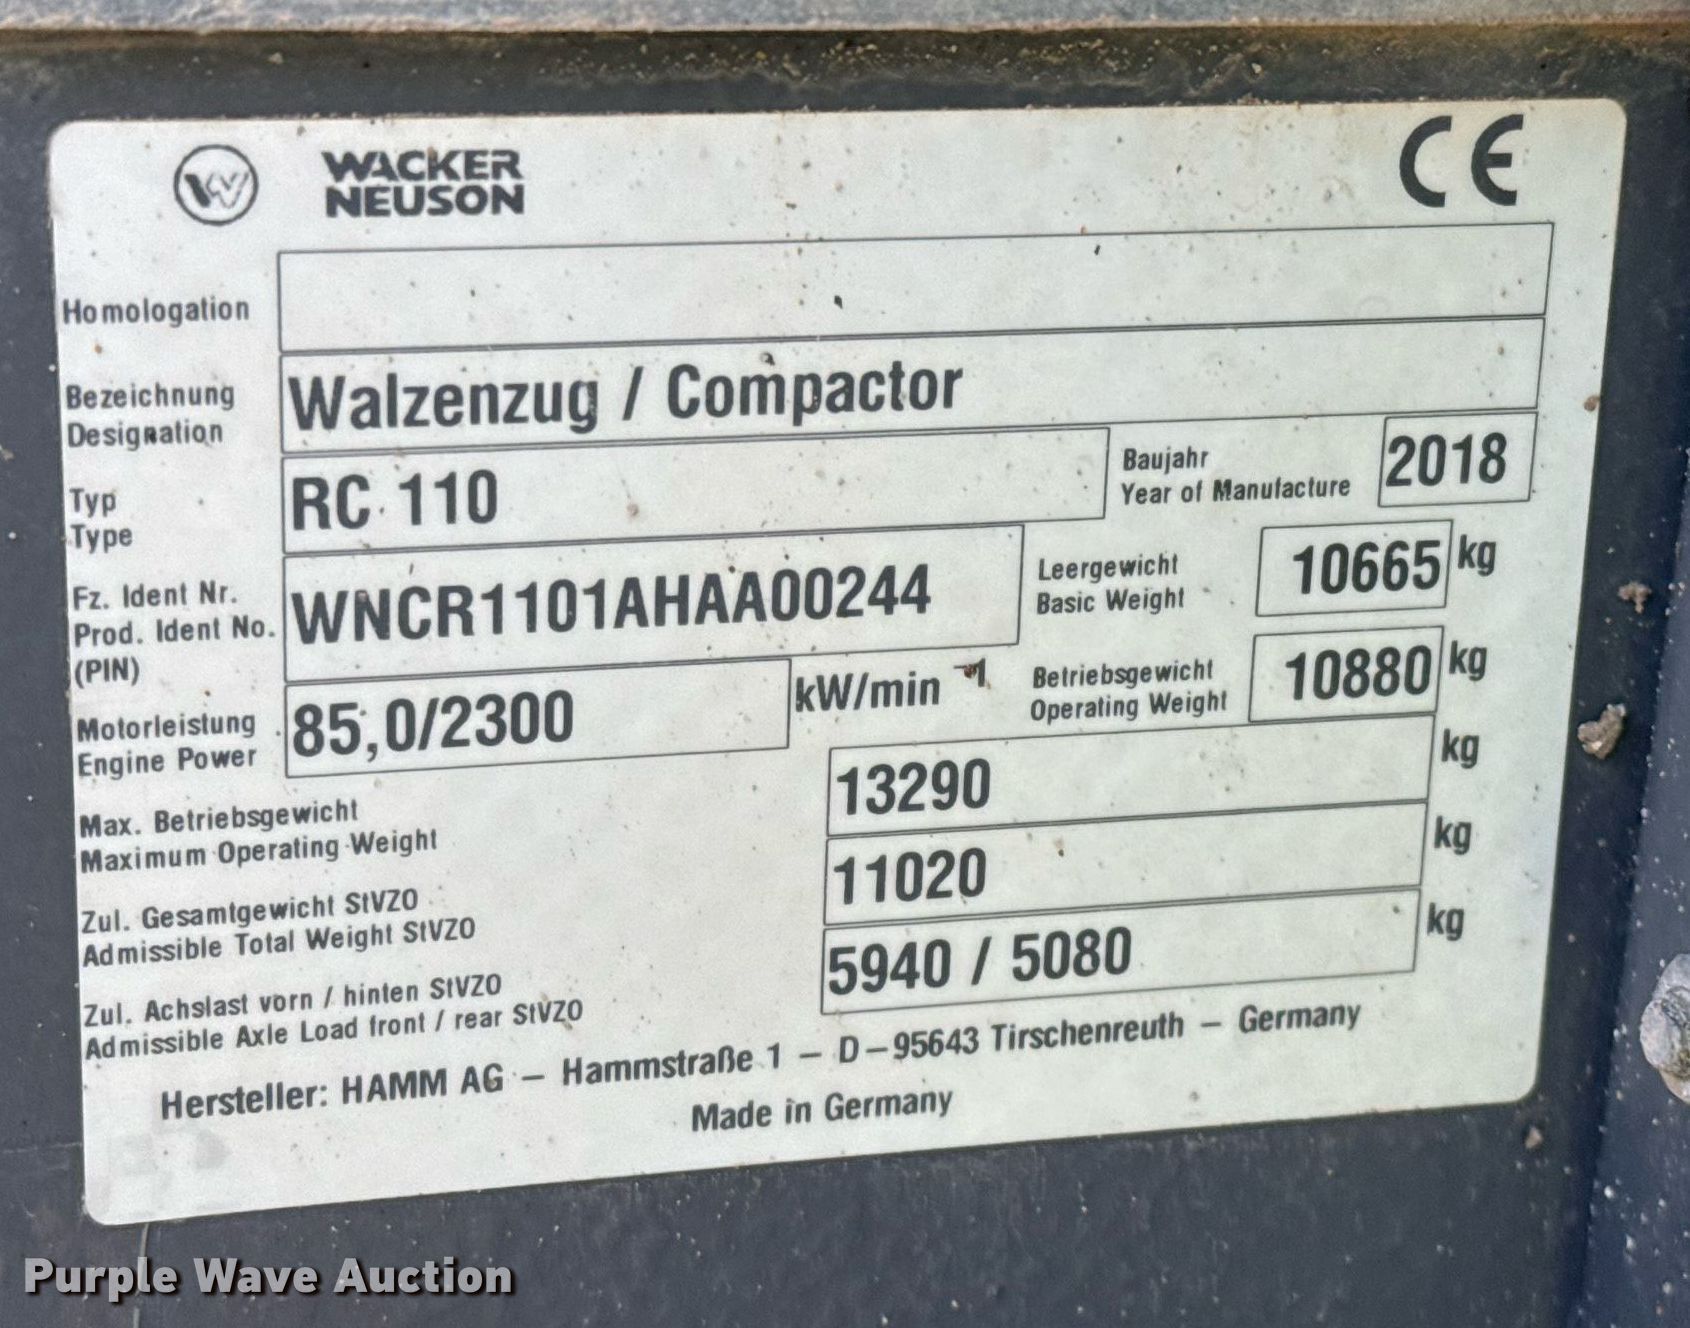 WACKER
NEUSON
CE
Homologation
Bezeichnung
Designation
Walzenzug / Compactor
Typ
Type
RC 110
Baujahr
Year of Manufacture
2018
Fz. Ident Nr.
Prod. Ident No.
(PIN)
WNCR1101AHAA00244
Leergewicht
Basic Weight
10665 kg
Motorleistung
Engine Power
85,0/2300 kW/min -1
Betriebsgewicht
Operating Weight
10880 kg
Max. Betriebsgewicht
Maximum Operating Weight
13290 kg
Zul. Gesamtgewicht StVZO
Admissible Total Weight StVZO
11020 kg
Zul. Achslast vorn / hinten StVZO
Admissible Axle Load front / rear StVZO
5940 / 5080 kg
Hersteller: HAMM AG – Hammstraße 1 – D–95643 Tirschenreuth – Germany
Made in Germany
Purple Wave Auction